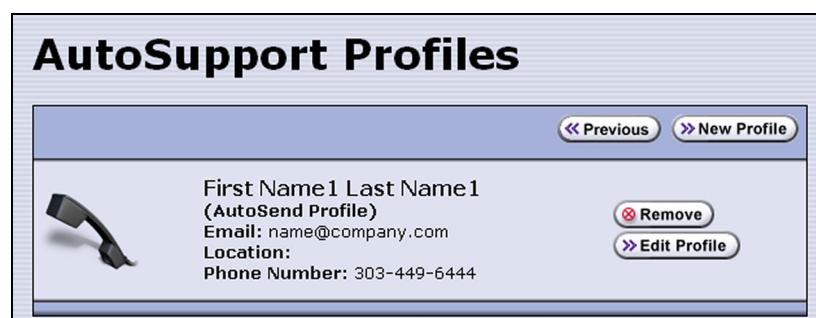 AutoSupport Profiles
Previous New Profile
First Name1 Last Name1
(AutoSend Profile)
Remove
Email: name@company.com
Location:
Edit Profile
Phone Number: 303-449-6444